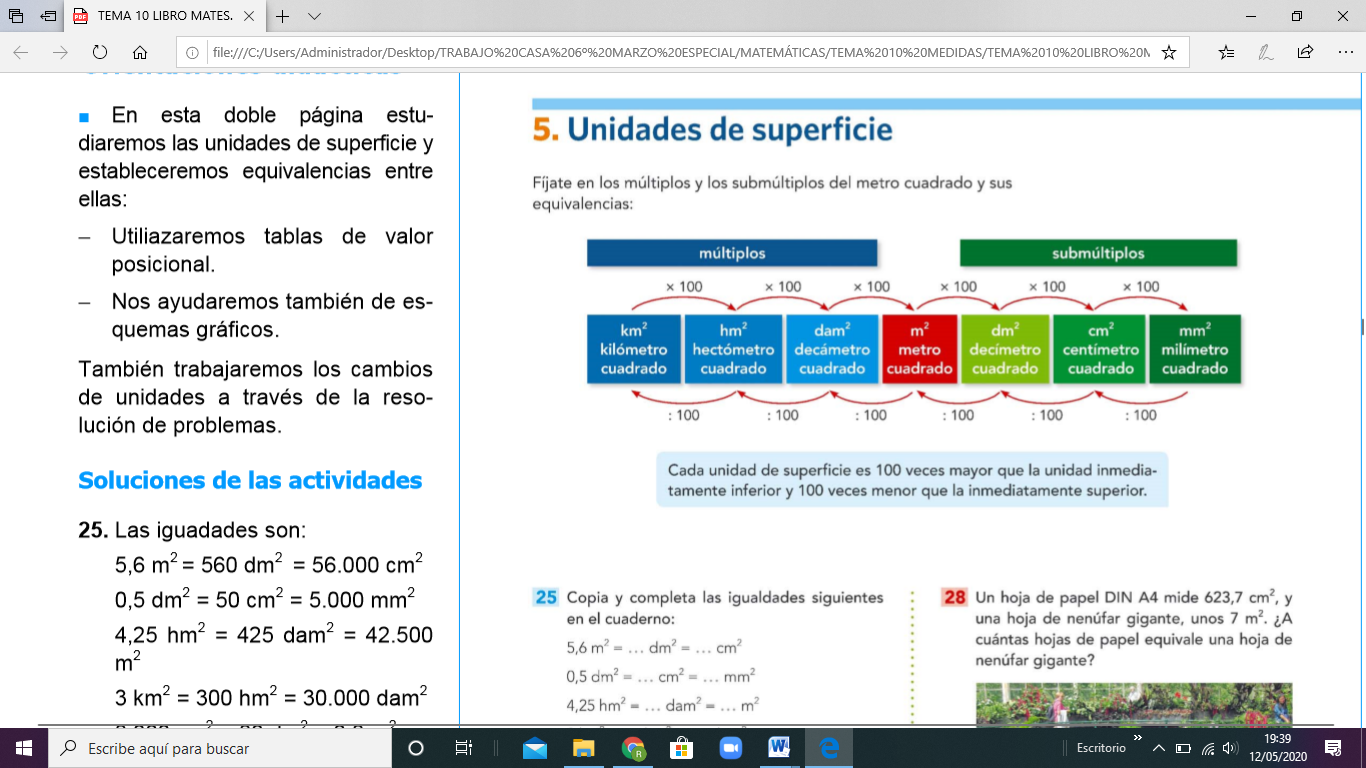 TEMA 10 LIBRO MATES.
file:///C:/Users/Administrador/Desktop/TRABAJO%20CASA%206º%20MARZO%20ESPECIAL/MATEMÁTICAS/TEMA%2010%20MEDIDAS/TEMA%2010%20LIBRO%20M
■ En esta doble página estu-
diaremos las unidades de superficie y
estableceremos equivalencias entre
ellas:
– Utiliazaremos tablas de valor
posicional.
– Nos ayudaremos también de es-
quemas gráficos.
También trabajaremos los cambios
de unidades a través de la reso-
lución de problemas.
Soluciones de las actividades
25. Las iguadades son:
5,6 m² = 560 dm² = 56.000 cm²
0,5 dm² = 50 cm² = 5.000 mm²
4,25 hm² = 425 dam² = 42.500
m²
3 km² = 300 hm² = 30.000 dam²
5. Unidades de superficie
Fíjate en los múltiplos y los submúltiplos del metro cuadrado y sus
equivalencias:
múltiplos submúltiplos
× 100 × 100 × 100 × 100 × 100 × 100
km² hm² dam² m² dm² cm² mm²
kilómetro hectómetro decámetro metro decímetro centímetro milímetro
cuadrado cuadrado cuadrado cuadrado cuadrado cuadrado cuadrado
: 100 : 100 : 100 : 100 : 100 : 100
Cada unidad de superficie es 100 veces mayor que la unidad inmedia-
tamente inferior y 100 veces menor que la inmediatamente superior.
25 Copia y completa las igualdades siguientes
en el cuaderno:
5,6 m² = … dm² = … cm²
0,5 dm² = … cm² = … mm²
4,25 hm² = … dam² = … m²
28 Un hoja de papel DIN A4 mide 623,7 cm², y
una hoja de nenúfar gigante, unos 7 m². ¿A
cuántas hojas de papel equivale una hoja de
nenúfar gigante?
Escribe aquí para buscar
Escritorio
19:39
12/05/2020